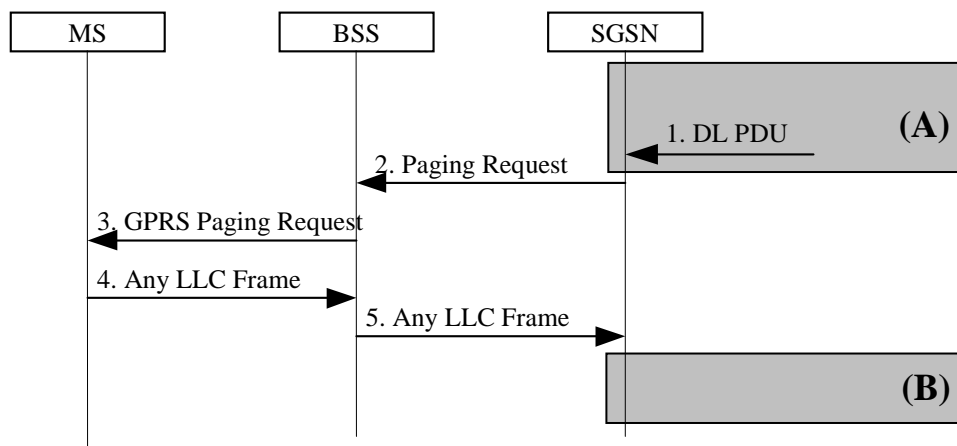 MS
BSS
SGSN
(A)
1. DL PDU
2. Paging Request
3. GPRS Paging Request
4. Any LLC Frame
5. Any LLC Frame
(B)